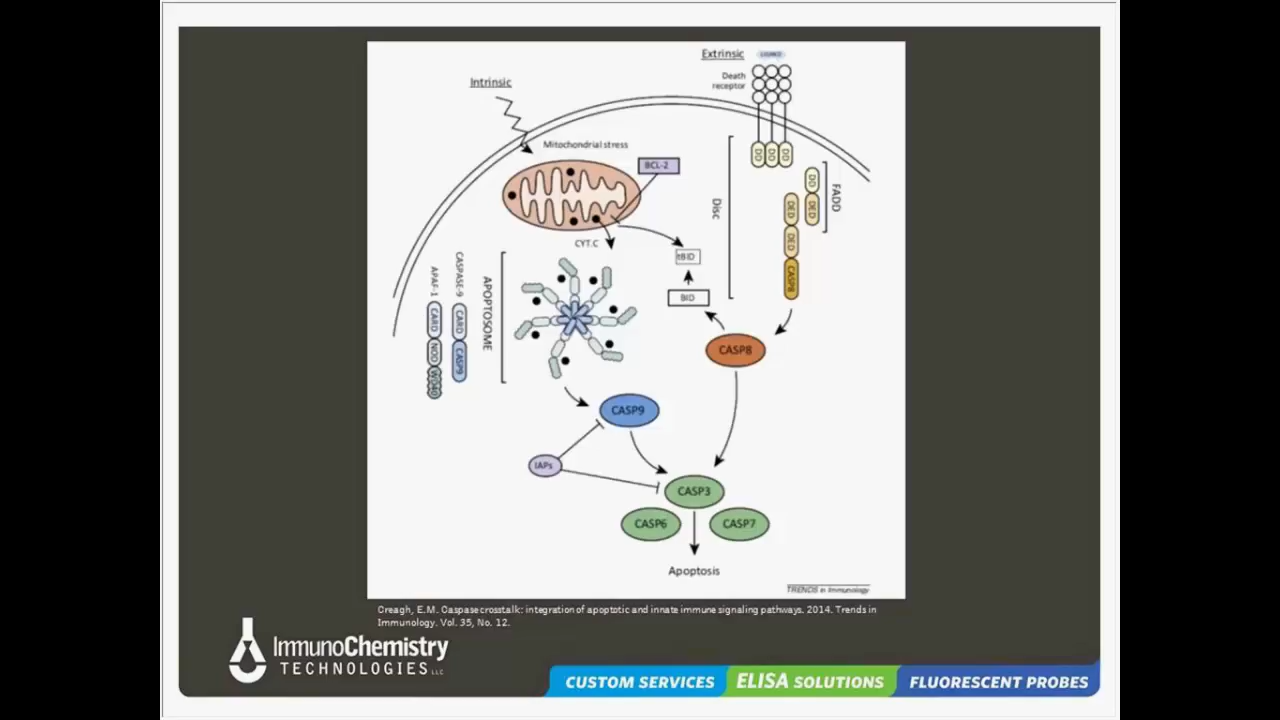 Extrinsic
LIGANDS
Death
receptor
Intrinsic
Mitochondrial stress
BCL-2
DD
DD
DD
DD
DED
FADD
DED
DED
CASP8
Disc
CYT.C
tBID
BID
APAF-1
CASPASE-9
APOPTOSOME
CARD
CARD
NOD
CASP9
WD40
CASP8
CASP9
IAPs
CASP3
CASP6
CASP7
Apoptosis
TRENDS in Immunology
Creagh, E.M. Caspase crosstalk: integration of apoptotic and innate immune signaling pathways. 2014. Trends in
Immunology. Vol. 35, No. 12.
ImmunoChemistry
TECHNOLOGIES LLC
CUSTOM SERVICES
ELISA SOLUTIONS
FLUORESCENT PROBES